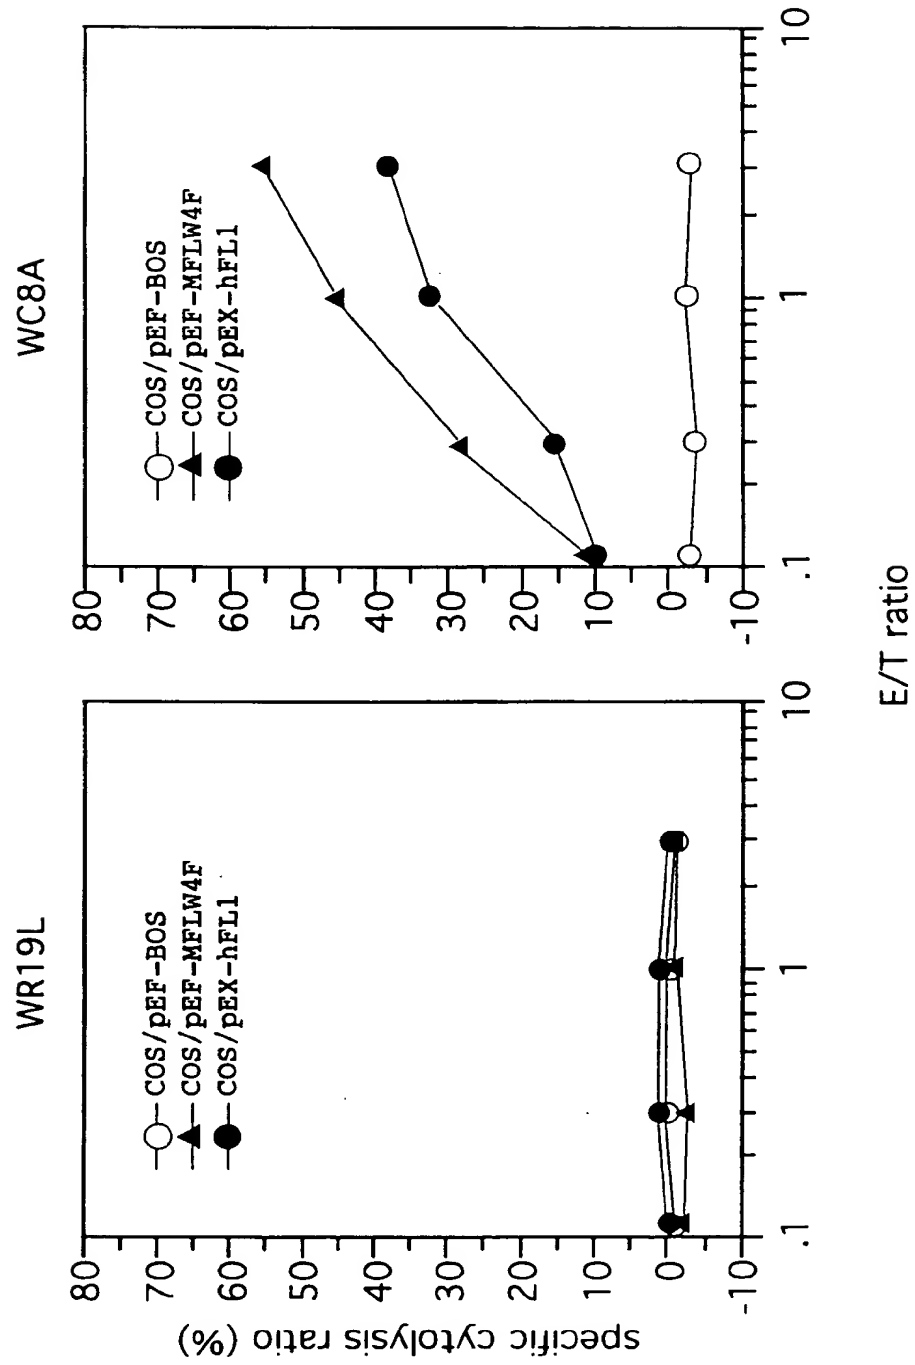 WR19L
COS/pEF-BOS
COS/pEF-MFLW4F
COS/pEX-hFL1
specific cytolysis ratio (%)
80
70
60
50
40
30
20
10
0
-10
.1
1
10
WC8A
COS/pEF-BOS
COS/pEF-MFLW4F
COS/pEX-hFL1
80
70
60
50
40
30
20
10
0
-10
.1
1
10
E/T ratio